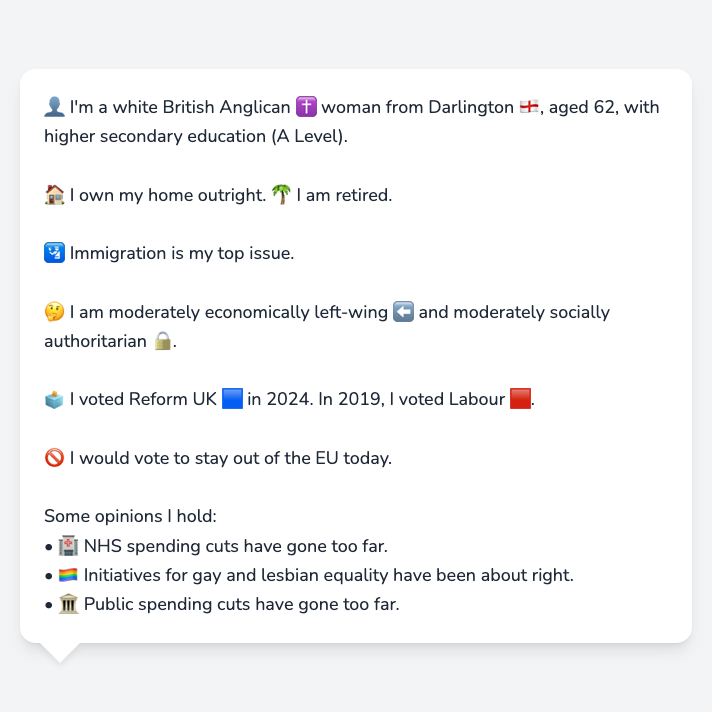 👤 I'm a white British Anglican ✝️ woman from Darlington 🏴󠁧󠁢󠁥󠁮󠁧󠁿, aged 62, with
higher secondary education (A Level).
🏠 I own my home outright. 🌴 I am retired.
🛂 Immigration is my top issue.
🤔 I am moderately economically left-wing ⬅️ and moderately socially
authoritarian 🔒.
🗳️ I voted Reform UK 🟦 in 2024. In 2019, I voted Labour 🟥.
🚫 I would vote to stay out of the EU today.
Some opinions I hold:
• 🏥 NHS spending cuts have gone too far.
• 🏳️‍🌈 Initiatives for gay and lesbian equality have been about right.
• 🏛️ Public spending cuts have gone too far.